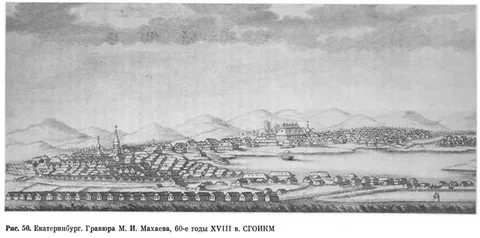 Рис. 50. Екатеринбург. Гравюра М. И. Махаева, 60-е годы XVIII в. СГОИКМ